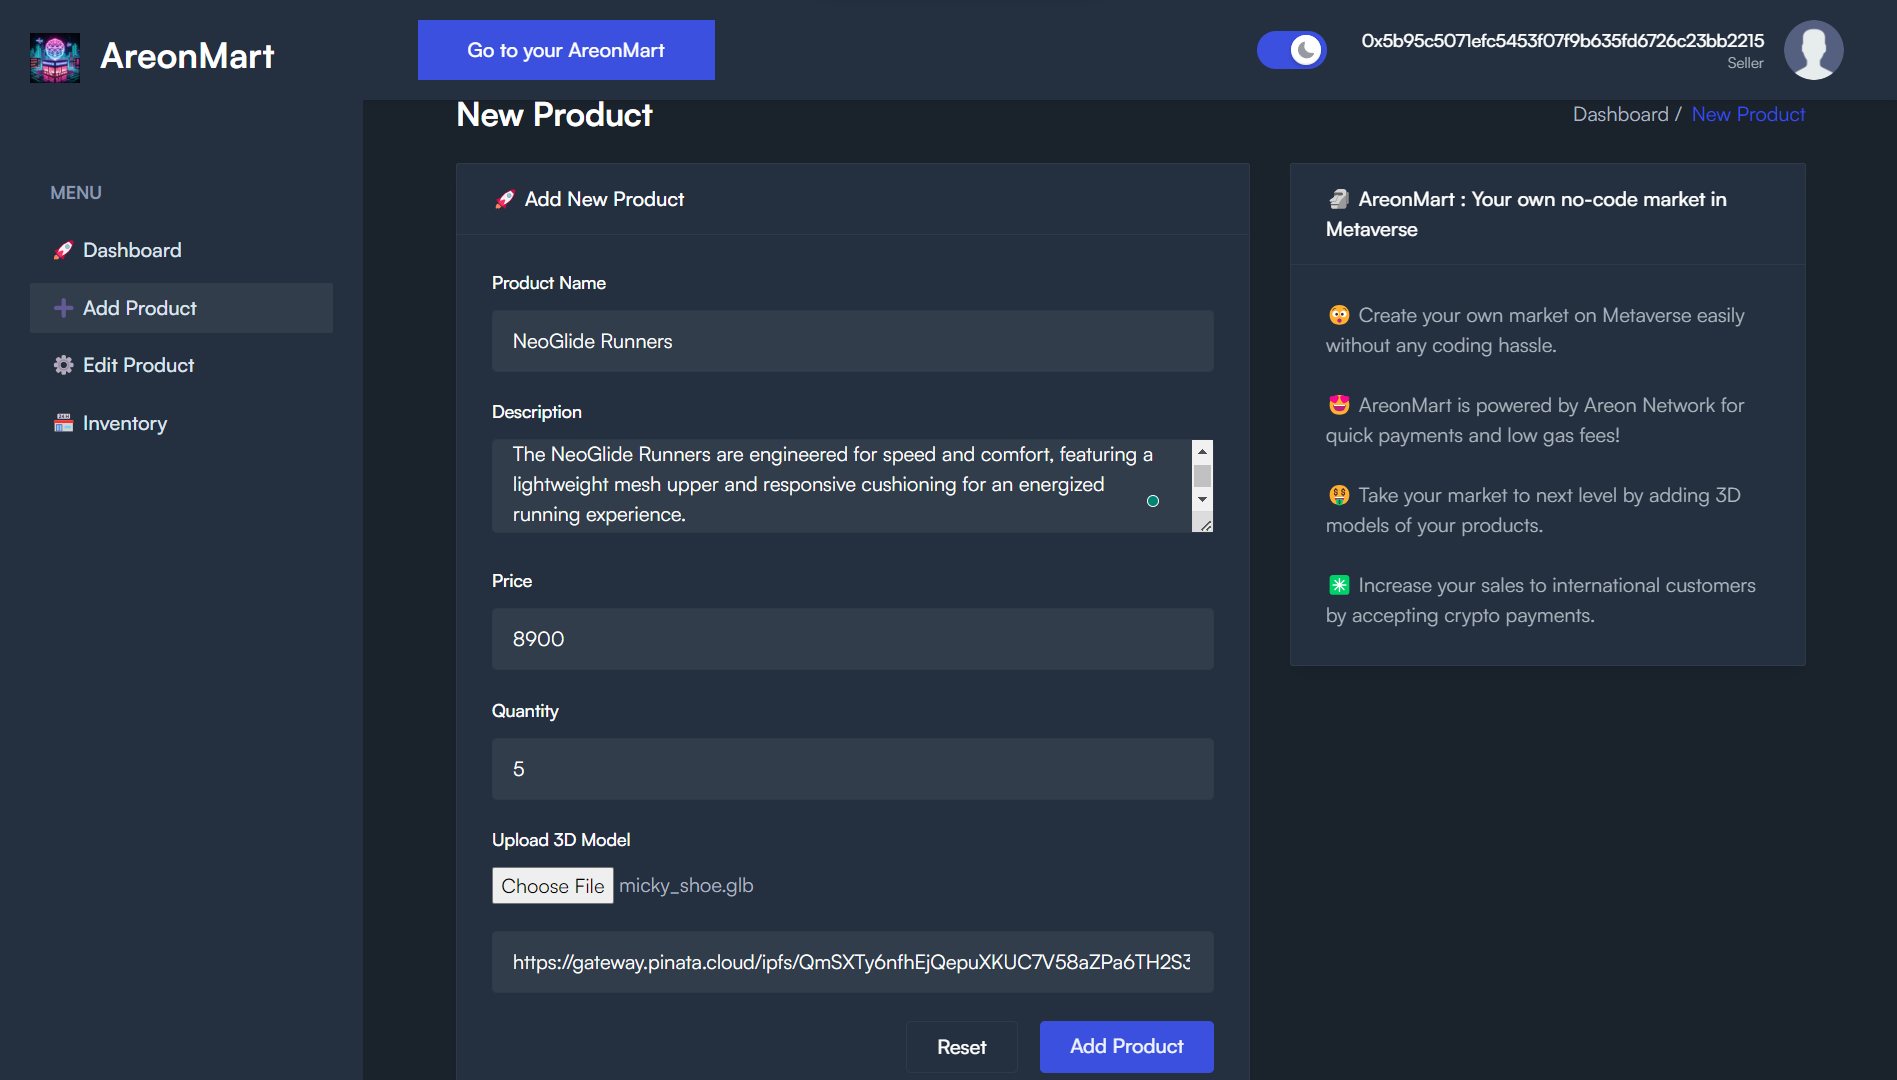 AreonMart
Go to your AreonMart
0x5b95c5071efc5453f07f9b635fd6726c23bb2215
Seller
MENU
Dashboard
Add Product
Edit Product
Inventory
New Product
Dashboard / New Product
Add New Product
Product Name
NeoGlide Runners
Description
The NeoGlide Runners are engineered for speed and comfort, featuring a
lightweight mesh upper and responsive cushioning for an energized
running experience.
Price
8900
Quantity
5
Upload 3D Model
Choose File micky_shoe.glb
https://gateway.pinata.cloud/ipfs/QmSXTy6nfhEjQepuXKUC7V58aZPa6TH2S3
Reset
Add Product
AreonMart : Your own no-code market in
Metaverse
Create your own market on Metaverse easily
without any coding hassle.
AreonMart is powered by Areon Network for
quick payments and low gas fees!
Take your market to next level by adding 3D
models of your products.
Increase your sales to international customers
by accepting crypto payments.